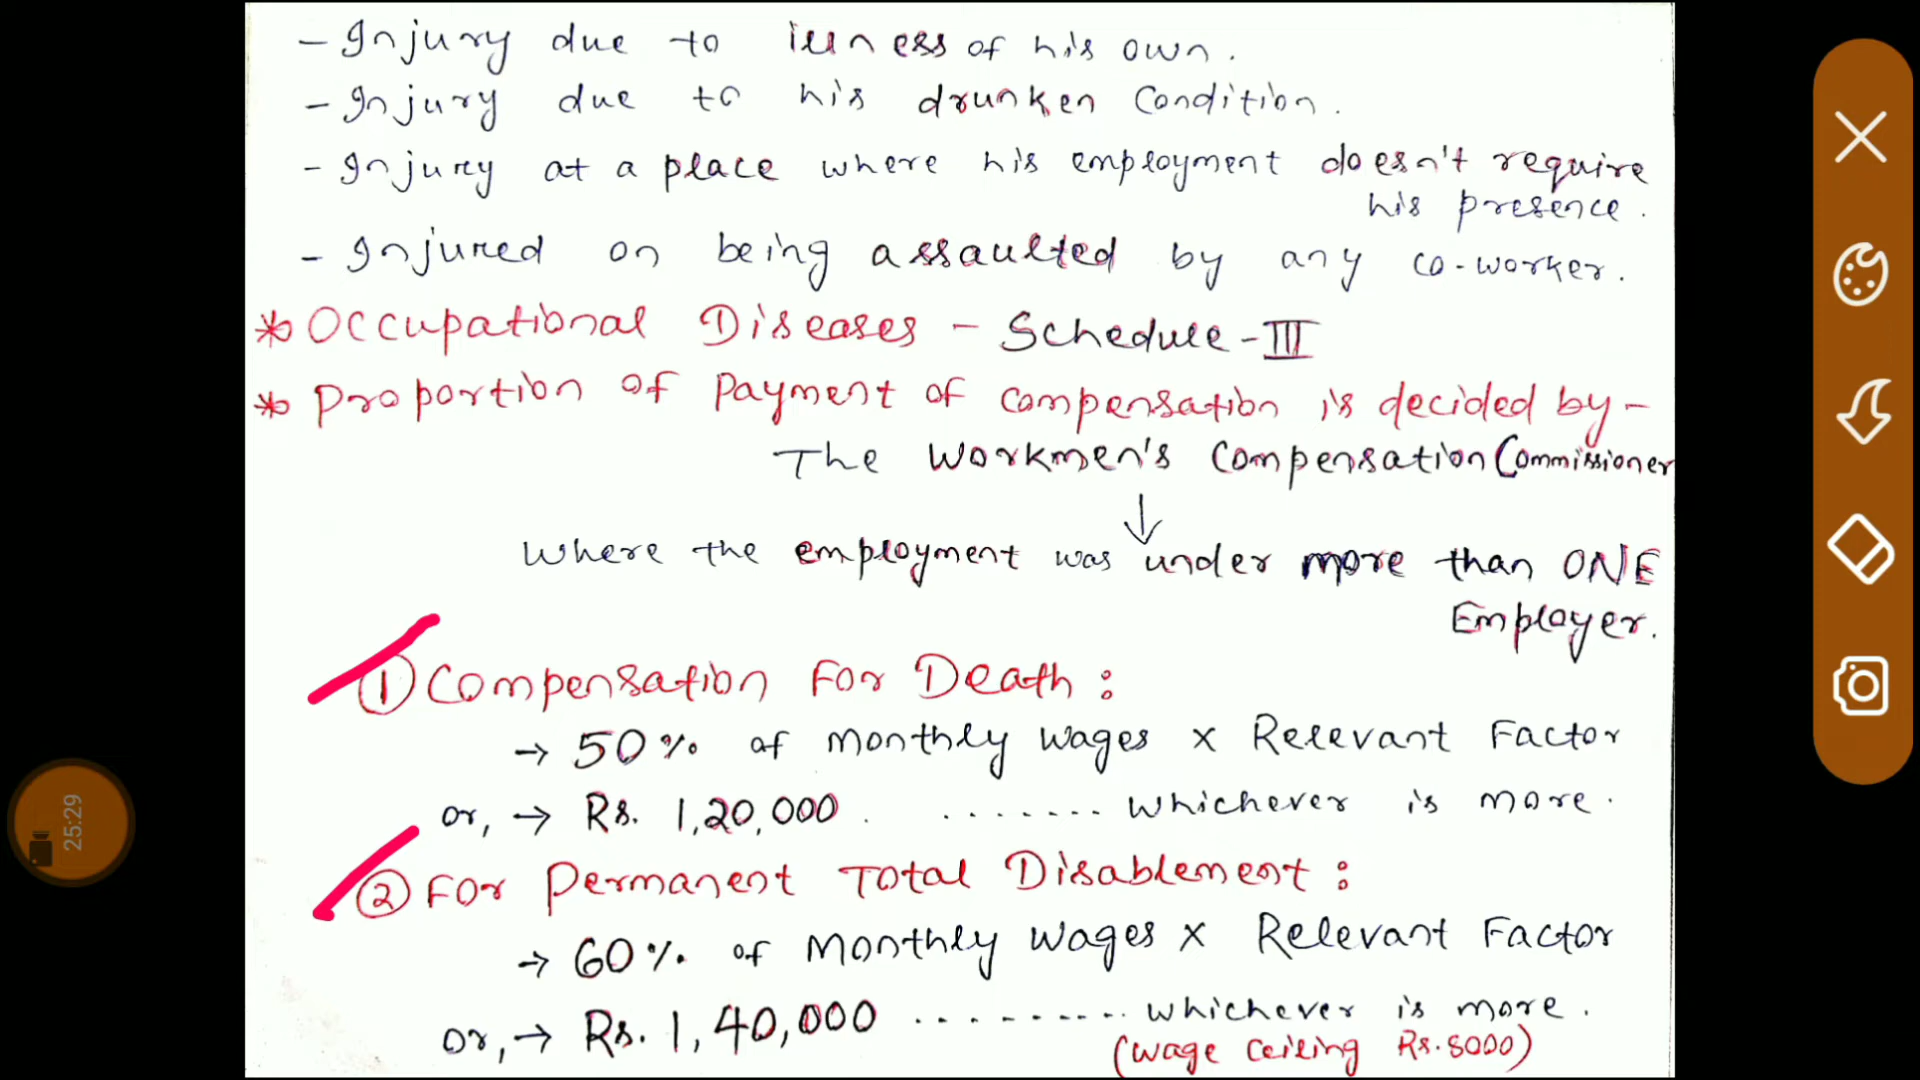 - Injury due to illness of his own.
- Injury due to his drunken Condition.
- Injury at a place where his employment doesn't require
his presence.
- Injured on being assaulted by any co-worker.
* Occupational Diseases - Schedule-III
* Proportion of Payment of compensation is decided by -
The Workmen's Compensation Commissioner
↓
Where the employment was under more than ONE
Employer.
① Compensation For Death :
→ 50% of monthly wages x Relevant Factor
or, → Rs. 1,20,000. ....... Whichever is more.
② For Permanent Total Disablement :
→ 60% of Monthly Wages x Relevant Factor
or, → Rs. 1,40,000 ......... whichever is more.
(wage ceiling Rs. 8000)
25:29